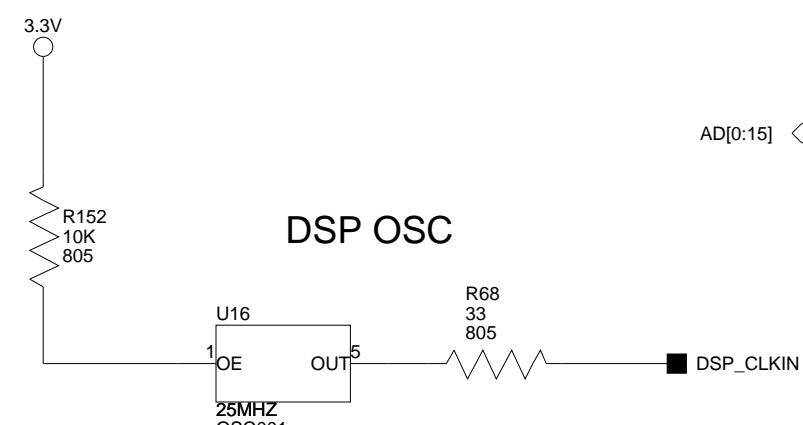 3.3V
AD[0:15]
R152
10K
805
DSP OSC
R68
33
805
U16
1
OE
OUT
5
DSP_CLKIN
25MHZ